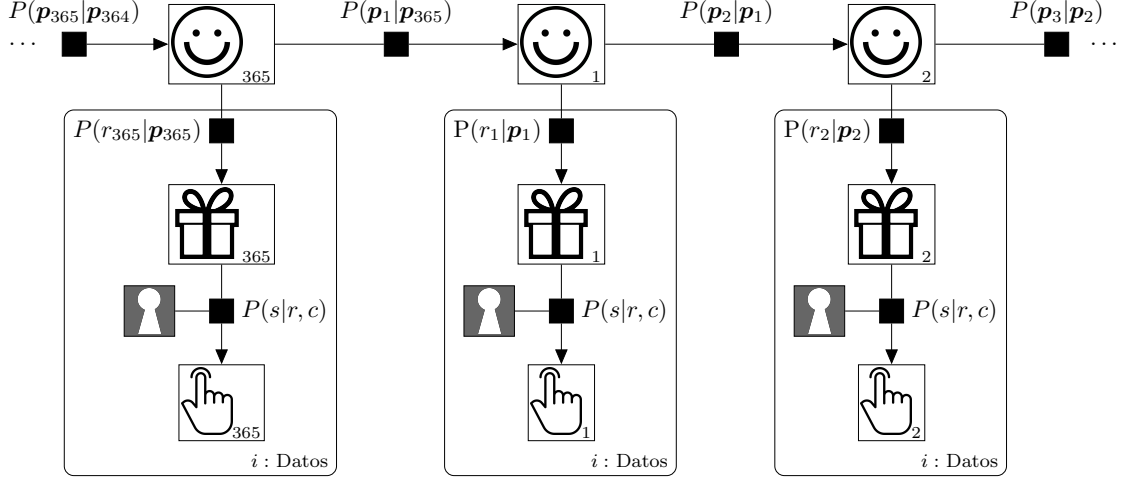 P(p₃₆₅|p₃₆₄) P(p₁|p₃₆₅) P(p₂|p₁) P(p₃|p₂)
··· 365 1 2 ···
P(r₃₆₅|p₃₆₅) P(r₁|p₁) P(r₂|p₂)
365 1 2
P(s|r, c) P(s|r, c) P(s|r, c)
365 1 2
i : Datos i : Datos i : Datos